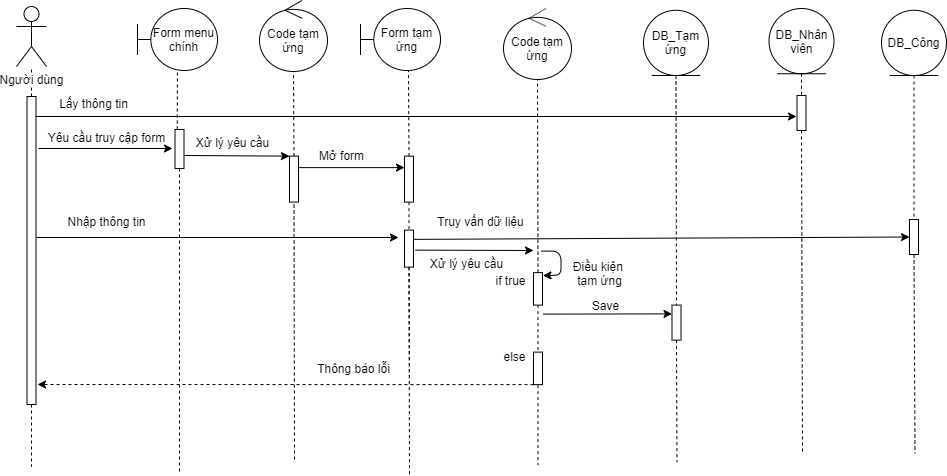 Người dùng
Form menu
chính
Code tạm
ứng
Form tạm
ứng
Code tạm
ứng
DB_Tạm
ứng
DB_Nhân
viên
DB_Công
Lấy thông tin
Yêu cầu truy cập form
Xử lý yêu cầu
Mở form
Nhập thông tin
Truy vấn dữ liệu
Xử lý yêu cầu
Điều kiện
tạm ứng
if true
Save
else
Thông báo lỗi